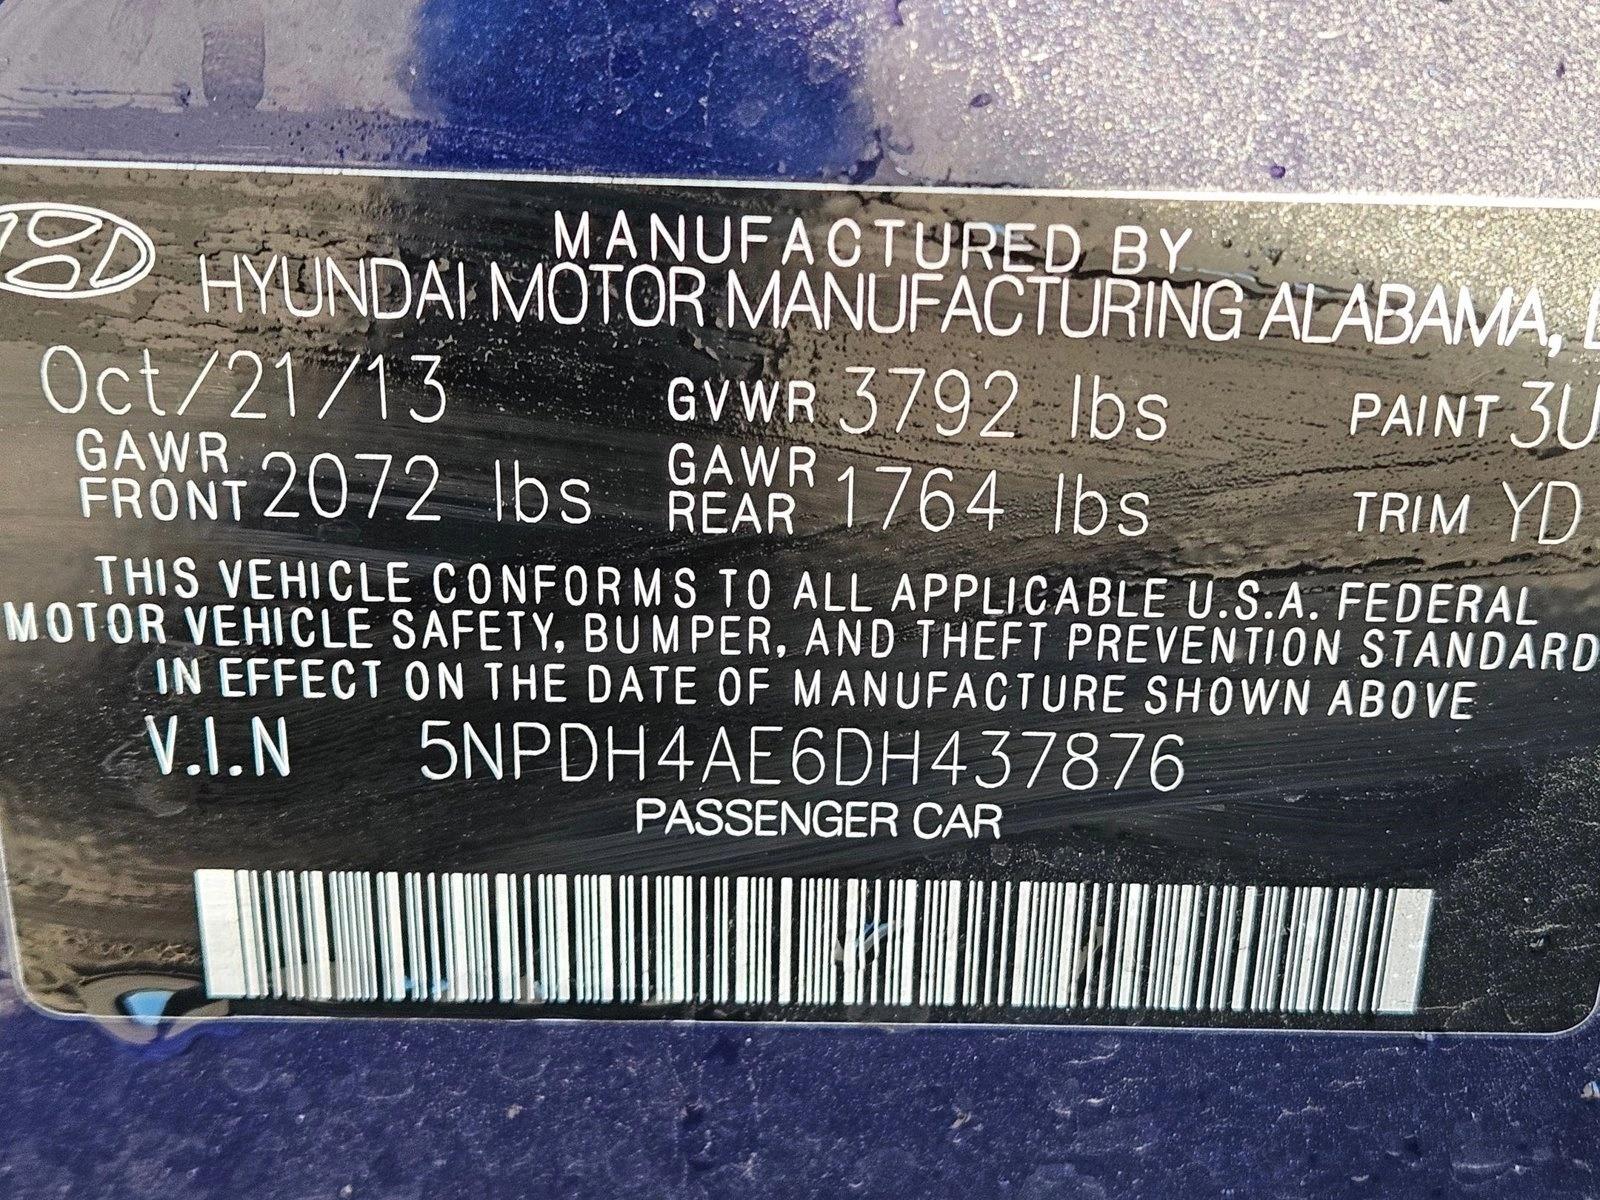 MANUFACTURED BY
HYUNDAI MOTOR MANUFACTURING ALABAMA,
Oct/21/13 GVWR 3792 lbs PAINT 3U
GAWR FRONT 2072 lbs GAWR REAR 1764 lbs TRIM YD
THIS VEHICLE CONFORMS TO ALL APPLICABLE U.S.A. FEDERAL
MOTOR VEHICLE SAFETY, BUMPER, AND THEFT PREVENTION STANDARD
IN EFFECT ON THE DATE OF MANUFACTURE SHOWN ABOVE
V.I.N 5NPDH4AE6DH437876
PASSENGER CAR